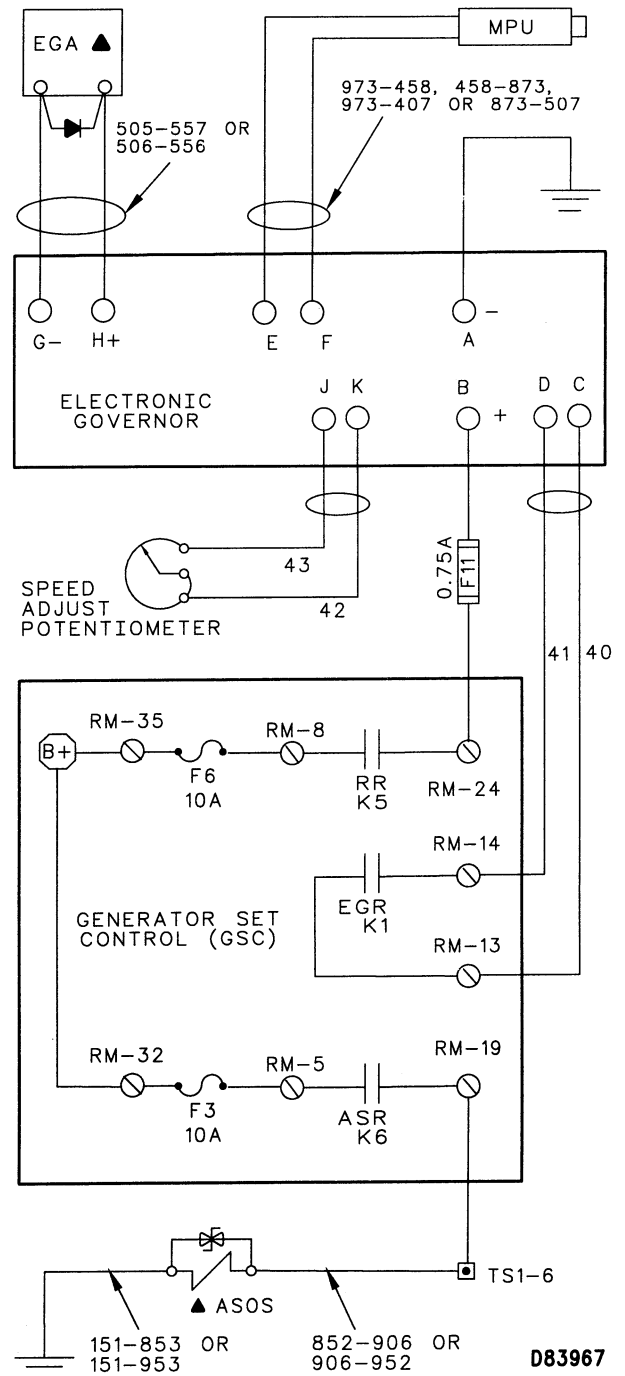 EGA
MPU
973-458, 458-873,
973-407 OR 873-507
505-557 OR
506-556
G- H+ E F A -
J K B + D C
ELECTRONIC
GOVERNOR
43
42
SPEED
ADJUST
POTENTIOMETER
0.75A
F11
41 40
RM-35
RM-8
B+
F6
10A
RR
K5
RM-24
RM-14
EGR
K1
GENERATOR SET
CONTROL (GSC)
RM-13
RM-32
RM-5
RM-19
F3
10A
ASR
K6
TS1-6
ASOS
151-853 OR
151-953
852-906 OR
906-952
D83967